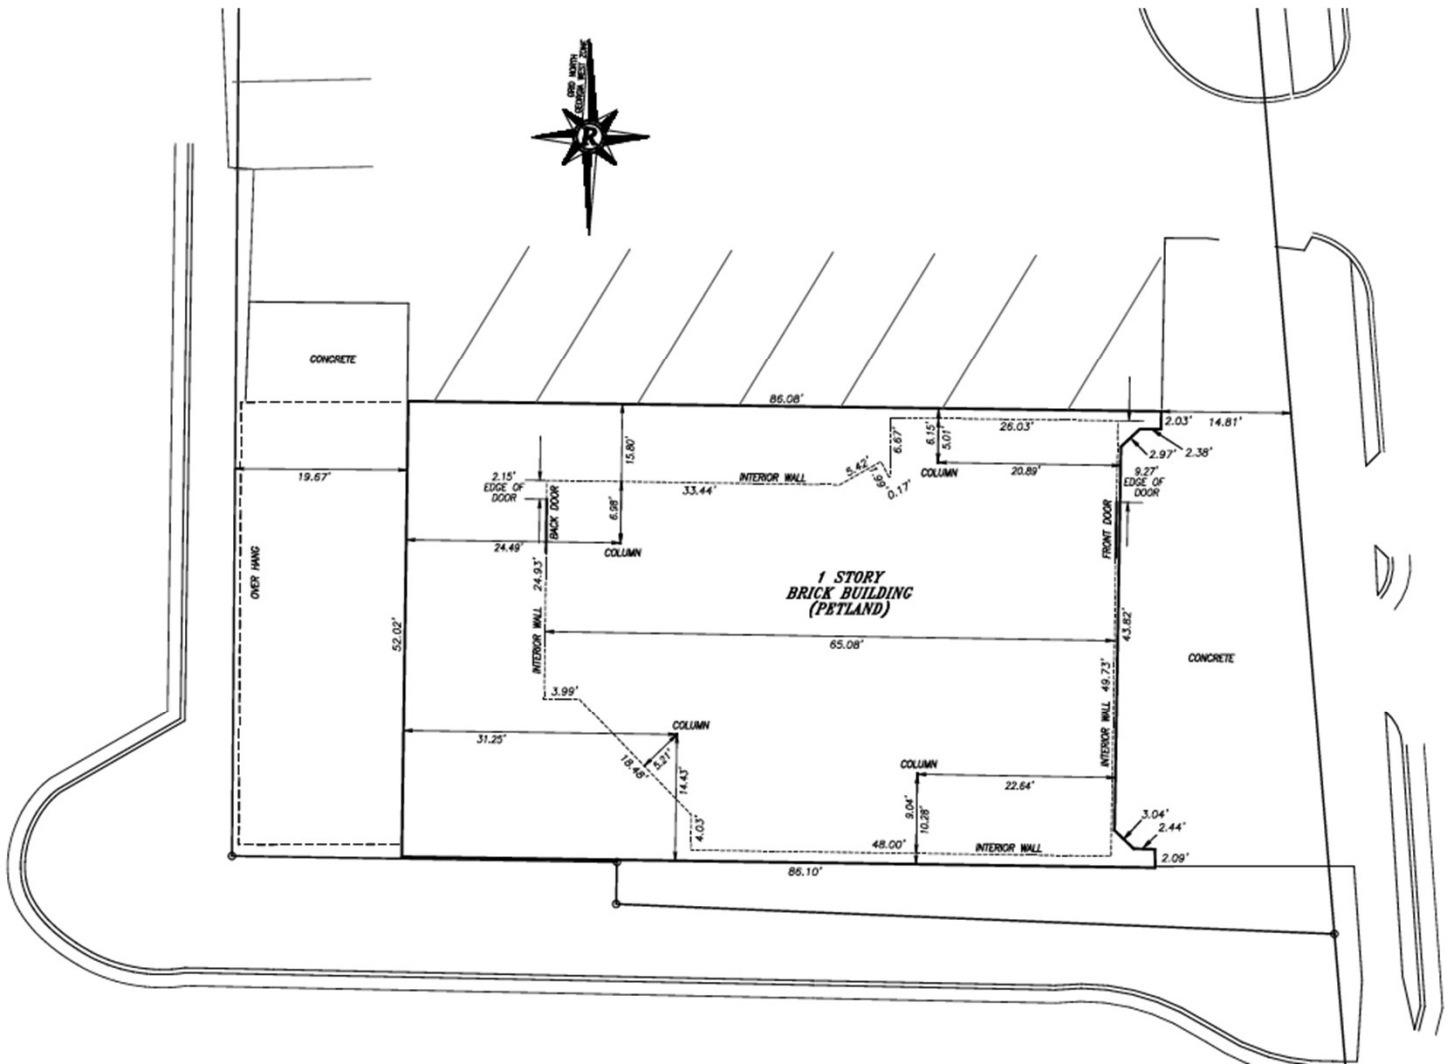 GRID NORTH
GEORGIA WEST ZONE
R
CONCRETE
86.08'
2.03'
14.81'
2.38'
2.97'
26.03'
6.67'
6.15'
5.01'
15.80'
COLUMN
20.89'
9.27'
EDGE OF
DOOR
5.42'
1.99'
0.17'
INTERIOR WALL
33.44'
2.15'
EDGE OF
DOOR
BACK DOOR
19.67'
6.98'
24.49'
COLUMN
FRONT DOOR
OVER HANG
24.93'
INTERIOR WALL
1 STORY
BRICK BUILDING
(PETLAND)
52.02'
65.08'
43.82'
CONCRETE
49.73'
INTERIOR WALL
3.99'
COLUMN
31.25'
5.21'
18.48'
14.43'
COLUMN
22.64'
9.04'
10.28'
4.03'
3.04'
2.44'
2.09'
48.00'
INTERIOR WALL
86.10'